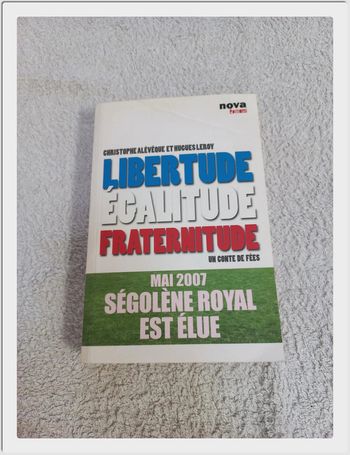 nova
Éditions
CHRISTOPHE ALÉVÊQUE ET HUGUES LEROY
LIBERTUDE
ÉGALITUDE
FRATERNITUDE
UN CONTE DE FÉES
MAI 2007
SÉGOLÈNE ROYAL
EST ÉLUE